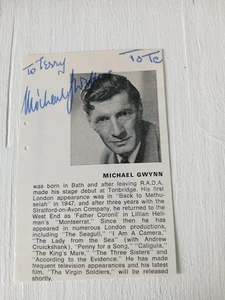 To Terry
To Te
Michael Gwynn
MICHAEL GWYNN
was born in Bath and after leaving R.A.D.A.
made his stage debut at Tonbridge. His first
London appearance was in "Back to Methu-
selah" in 1947, and after three years with the
Stratford-on-Avon Company, he returned to the
West End as 'Father Coronil' in Lillian Hell-
man's "Montserrat." Since then he has
appeared in numerous London productions,
including "The Seagull," "I Am A Camera,"
"The Lady from the Sea" (with Andrew
Cruickshank), "Penny for a Song," "Caligula,"
"The King's Mare," "The Three Sisters" and
"According to the Evidence." He has made
frequent television appearances and his latest
film, "The Virgin Soldiers," will be released
shortly.